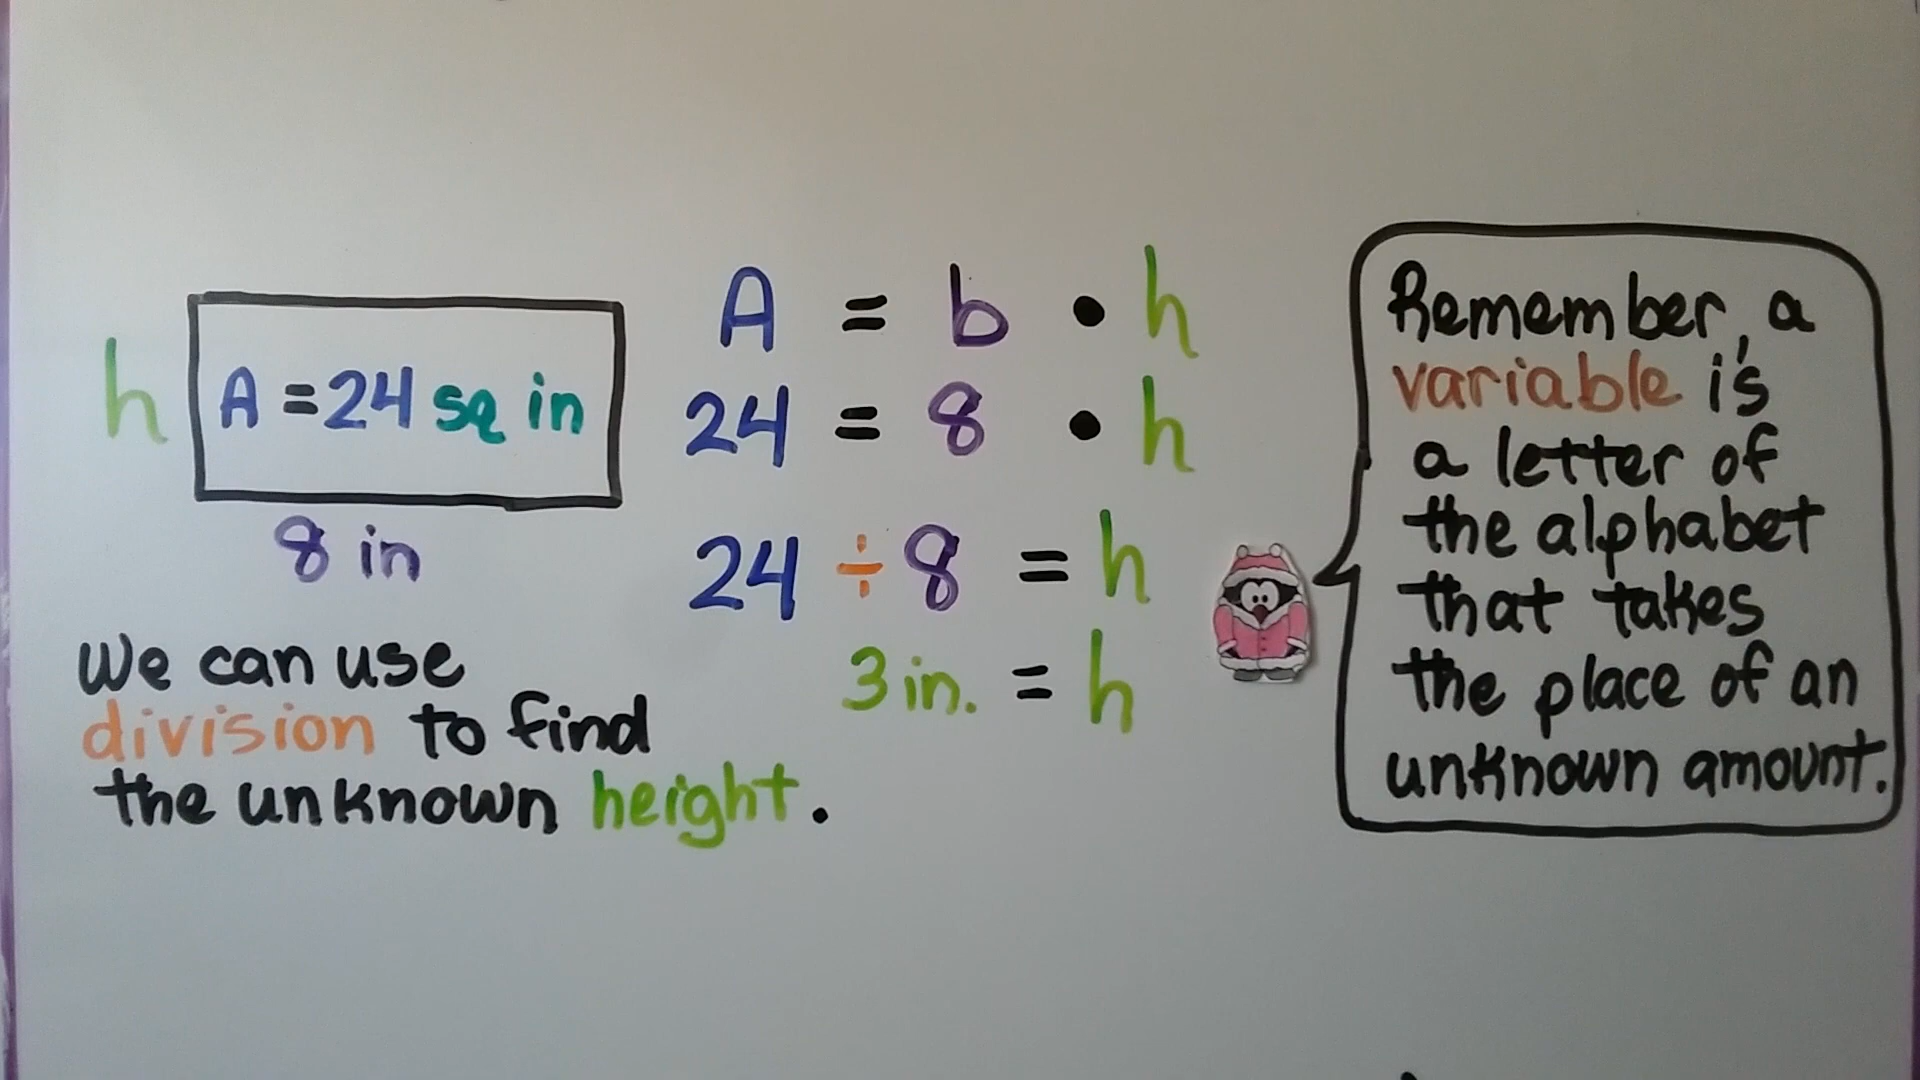 h
A = 24 sq in
8 in
We can use
division to find
the unknown height.
A = b • h
24 = 8 • h
24 ÷ 8 = h
3 in. = h
Remember, a
variable is
a letter of
the alphabet
that takes
the place of an
unknown amount.